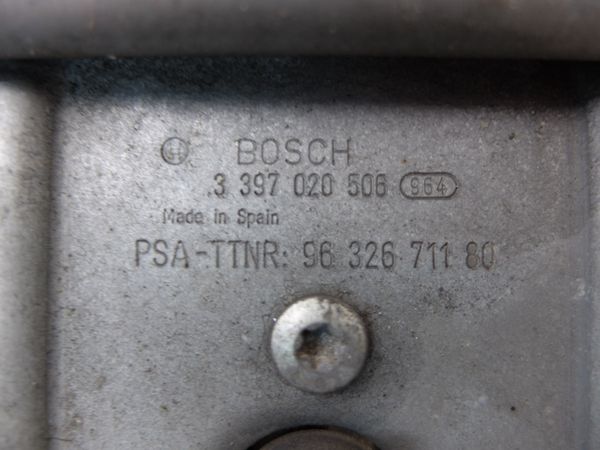 BOSCH
3 397 020 506 964
Made in Spain
PSA-TTNR: 96 326 711 80